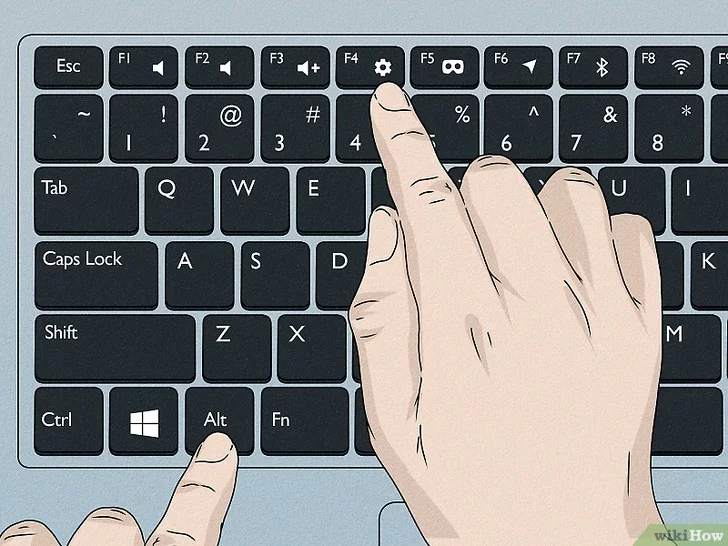 Esc F1 F2 F3 + F4 F5 F6 F7 F8
~ ! @ # % ^ & *
` 1 2 3 4 6 7 8
Tab Q W E U I
Caps Lock A S D K
Shift Z X M
Ctrl Alt Fn
wikiHow